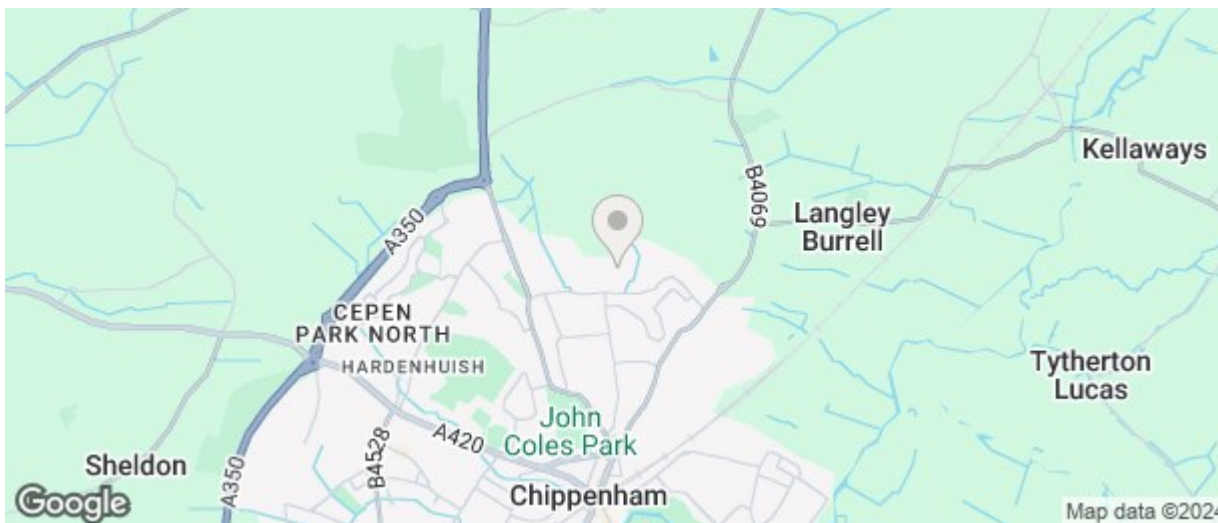 Kellaways
B4069
Langley
Burrell
A350
CEPEN
PARK NORTH
HARDENHUISH
Tytherton
Lucas
John
Coles Park
A420
B4528
Sheldon
A350
Chippenham
Google
Map data ©2024